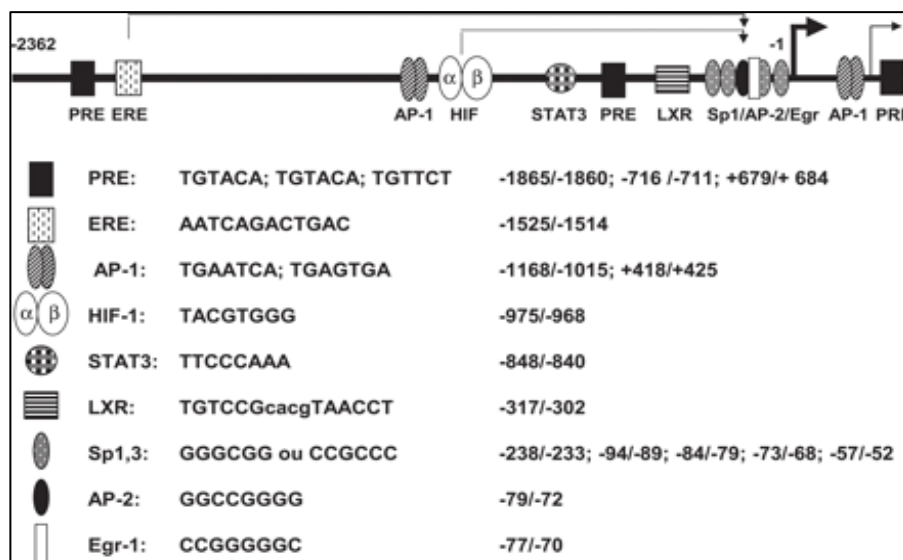 -2362 -1
PRE ERE AP-1 HIF STAT3 PRE LXR Sp1/AP-2/Egr AP-1 PRE
α β
PRE: TGTACA; TGTACA; TGTTCT -1865/-1860; -716 /-711; +679/+ 684
ERE: AATCAGACTGAC -1525/-1514
AP-1: TGAATCA; TGAGTGA -1168/-1015; +418/+425
α β HIF-1: TACGTGGG -975/-968
STAT3: TTCCCAAA -848/-840
LXR: TGTCCGcacgTAACCT -317/-302
Sp1,3: GGGCGG ou CCGCCC -238/-233; -94/-89; -84/-79; -73/-68; -57/-52
AP-2: GGCCGGGG -79/-72
Egr-1: CCGGGGGC -77/-70